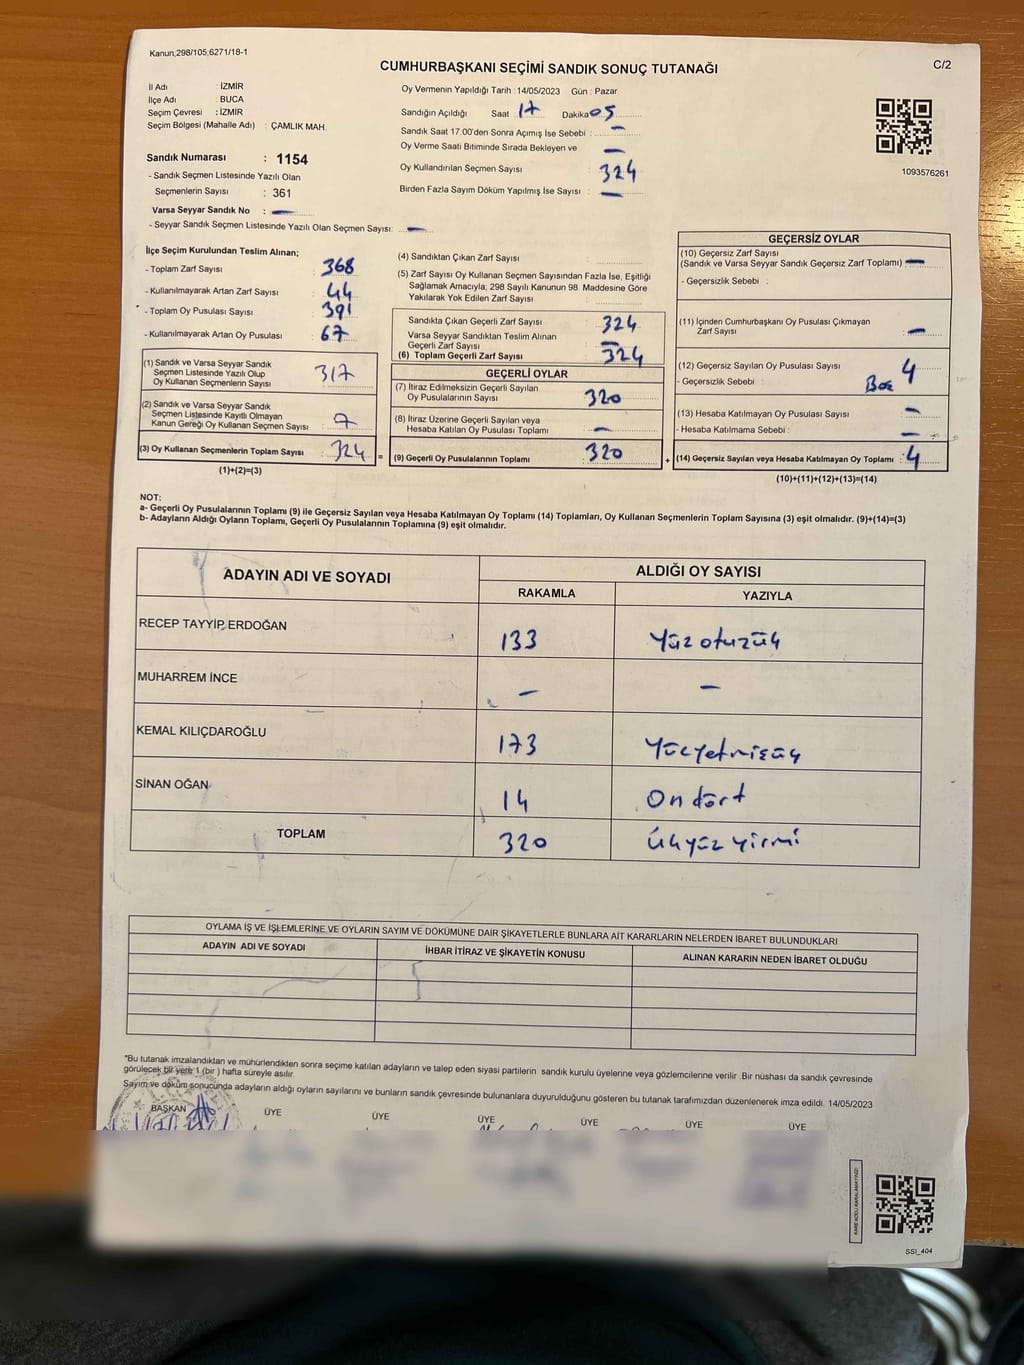 Kanun;298/105;6271/18-1
C/2
CUMHURBAŞKANI SEÇİMİ SANDIK SONUÇ TUTANAĞI
İl Adı : İZMİR
İlçe Adı : BUCA
Seçim Çevresi : İZMİR
Seçim Bölgesi (Mahalle Adı) : ÇAMLIK MAH.
Sandık Numarası : 1154
- Sandık Seçmen Listesinde Yazılı Olan
Seçmenlerin Sayısı : 361
Varsa Seyyar Sandık No : —
- Seyyar Sandık Seçmen Listesinde Yazılı Olan Seçmen Sayısı: —
Oy Vermenin Yapıldığı Tarih : 14/05/2023 Gün : Pazar
Sandığın Açıldığı Saat : 17 Dakika 05
Sandık Saat 17.00'den Sonra Açımış İse Sebebi : —
Oy Verme Saati Bitiminde Sırada Bekleyen ve —
Oy Kullandırılan Seçmen Sayısı 324
Birden Fazla Sayım Döküm Yapılmış İse Sayısı : —
1093576261
İlçe Seçim Kurulundan Teslim Alınan;
- Toplam Zarf Sayısı 368
- Kullanılmayarak Artan Zarf Sayısı : 44
- Toplam Oy Pusulası Sayısı : 391
- Kullanılmayarak Artan Oy Pusulası : 67
(1) Sandık ve Varsa Seyyar Sandık
Seçmen Listesinde Yazılı Olup
Oy Kullanan Seçmenlerin Sayısı : 317
(2) Sandık ve Varsa Seyyar Sandık
Seçmen Listesinde Kayıtlı Olmayan
Kanun Gereği Oy Kullanan Seçmen Sayısı : 7
(3) Oy Kullanan Seçmenlerin Toplam Sayısı : 324 =
(1)+(2)=(3)
(4) Sandıktan Çıkan Zarf Sayısı :
(5) Zarf Sayısı Oy Kullanan Seçmen Sayısından Fazla İse, Eşitliği
Sağlamak Amacıyla; 298 Sayılı Kanunun 98. Maddesine Göre
Yakılarak Yok Edilen Zarf Sayısı :
Sandıkta Çıkan Geçerli Zarf Sayısı 324
Varsa Seyyar Sandıktan Teslim Alınan
Geçerli Zarf Sayısı : —
(6) Toplam Geçerli Zarf Sayısı 324
GEÇERLİ OYLAR
(7) İtiraz Edilmeksizin Geçerli Sayılan
Oy Pusulalarının Sayısı : 320
(8) İtiraz Üzerine Geçerli Sayılan veya
Hesaba Katılan Oy Pusulası Toplamı : —
(9) Geçerli Oy Pusulalarının Toplamı : 320 +
GEÇERSİZ OYLAR
(10) Geçersiz Zarf Sayısı
(Sandık ve Varsa Seyyar Sandık Geçersiz Zarf Toplamı) —
- Geçersizlik Sebebi :
(11) İçinden Cumhurbaşkanı Oy Pusulası Çıkmayan
Zarf Sayısı : —
(12) Geçersiz Sayılan Oy Pusulası Sayısı : 4
- Geçersizlik Sebebi : Boş
(13) Hesaba Katılmayan Oy Pusulası Sayısı : —
- Hesaba Katılmama Sebebi : —
(14) Geçersiz Sayılan veya Hesaba Katılmayan Oy Toplamı : 4
(10)+(11)+(12)+(13)=(14)
NOT:
a- Geçerli Oy Pusulalarının Toplamı (9) ile Geçersiz Sayılan veya Hesaba Katılmayan Oy Toplamı (14) Toplamları, Oy Kullanan Seçmenlerin Toplam Sayısına (3) eşit olmalıdır. (9)+(14)=(3)
b- Adayların Aldığı Oyların Toplamı, Geçerli Oy Pusulalarının Toplamına (9) eşit olmalıdır.
ADAYIN ADI VE SOYADI
ALDIĞI OY SAYISI
RAKAMLA YAZIYLA
RECEP TAYYİP ERDOĞAN 133 Yüzotuzüç
MUHARREM İNCE — —
KEMAL KILIÇDAROĞLU 173 Yüzyetmişüç
SİNAN OĞAN 14 On dört
TOPLAM 320 Üçyüz yirmi
OYLAMA İŞ VE İŞLEMLERİNE VE OYLARIN SAYIM VE DÖKÜMÜNE DAİR ŞİKAYETLERLE BUNLARA AİT KARARLARIN NELERDEN İBARET BULUNDUKLARI
ADAYIN ADI VE SOYADI İHBAR İTİRAZ VE ŞİKAYETİN KONUSU ALINAN KARARIN NEDEN İBARET OLDUĞU
*Bu tutanak imzalandıktan ve mühürlendikten sonra seçime katılan adayların ve talep eden siyasi partilerin sandık kurulu üyelerine veya gözlemcilerine verilir .Bir nüshası da sandık çevresinde
görülecek bir yere 1 (bir ) hafta süreyle asılır.
Sayım ve döküm sonucunda adayların aldığı oyların sayılarını ve bunların sandık çevresinde bulunanlara duyurulduğunu gösteren bu tutanak tarafımızdan düzenlenerek imza edildi. 14/05/2023
BAŞKAN ÜYE ÜYE ÜYE ÜYE ÜYE ÜYE
SSI_404